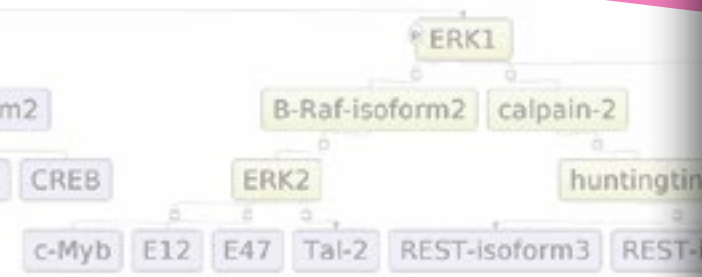 ERK1
m2 B-Raf-isoform2 calpain-2
CREB ERK2 huntingtin
c-Myb E12 E47 Tal-2 REST-isoform3 REST-i